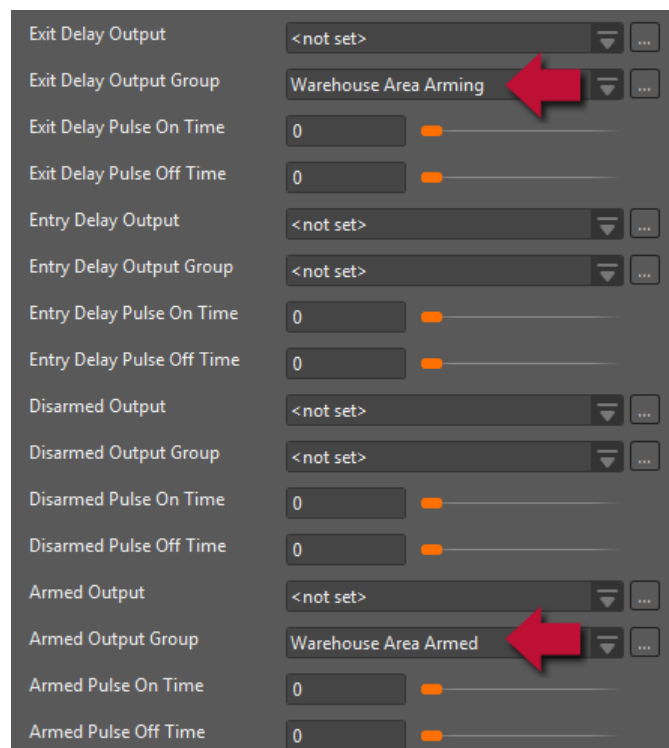 Exit Delay Output <not set> ...
Exit Delay Output Group Warehouse Area Arming ...
Exit Delay Pulse On Time 0
Exit Delay Pulse Off Time 0
Entry Delay Output <not set> ...
Entry Delay Output Group <not set> ...
Entry Delay Pulse On Time 0
Entry Delay Pulse Off Time 0
Disarmed Output <not set> ...
Disarmed Output Group <not set> ...
Disarmed Pulse On Time 0
Disarmed Pulse Off Time 0
Armed Output <not set> ...
Armed Output Group Warehouse Area Armed ...
Armed Pulse On Time 0
Armed Pulse Off Time 0